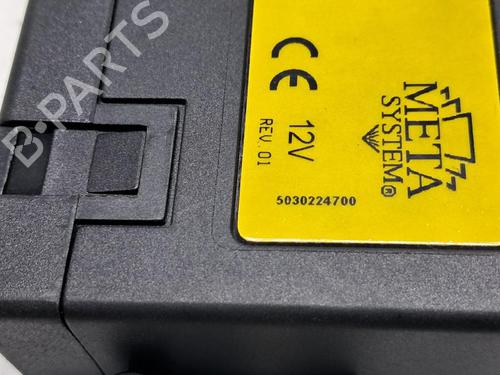 B-PARTS
META
SYSTEM®
CE 12V
REV.01
5030224700